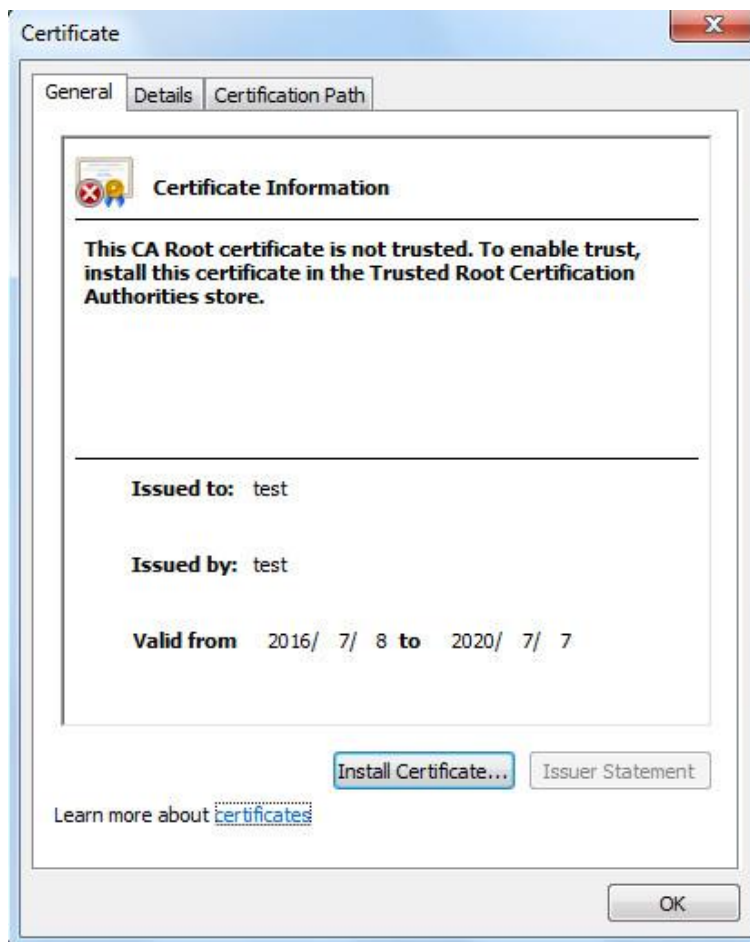 Certificate
General Details Certification Path
Certificate Information
This CA Root certificate is not trusted. To enable trust,
install this certificate in the Trusted Root Certification
Authorities store.
Issued to: test
Issued by: test
Valid from 2016/ 7/ 8 to 2020/ 7/ 7
Install Certificate... Issuer Statement
Learn more about certificates
OK